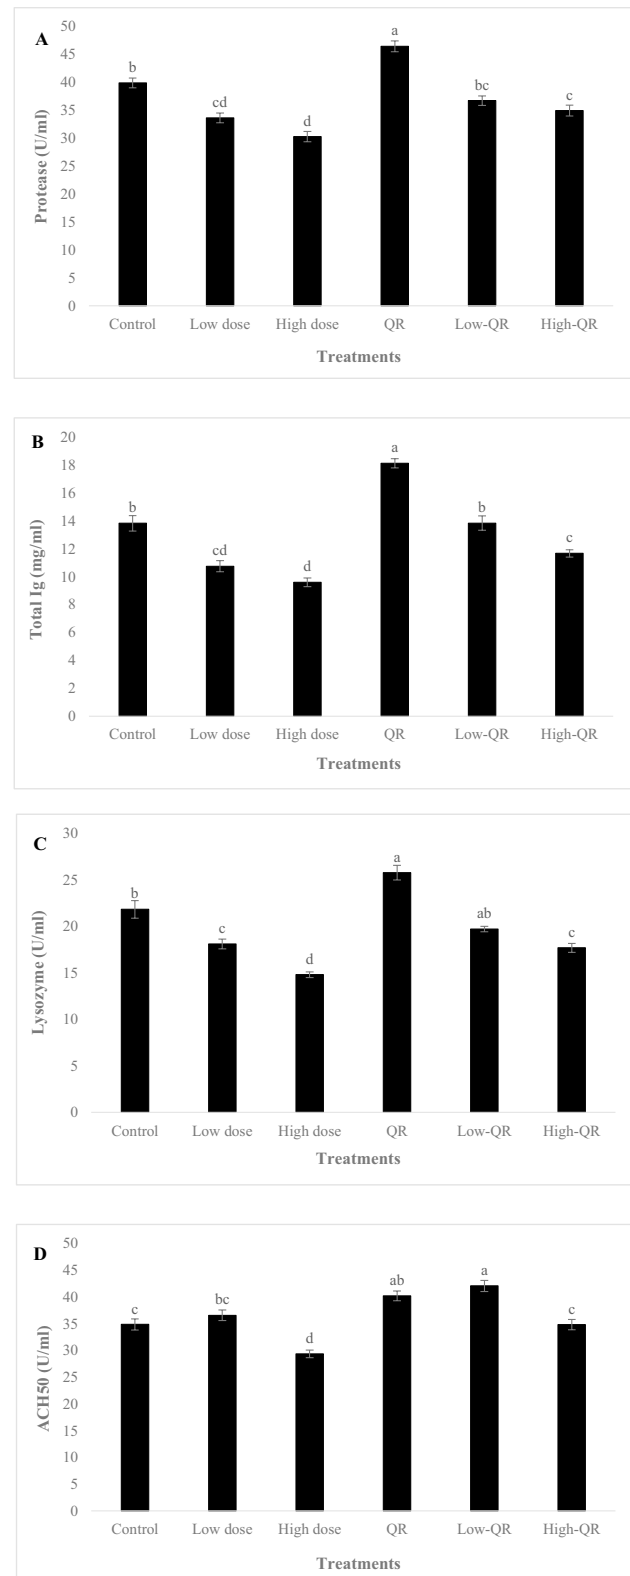 A
50
45
40
35
30
25
20
15
10
5
0
Protease (U/ml)
b
cd
d
a
bc
c
Control Low dose High dose QR Low-QR High-QR
Treatments
B
20
18
16
14
12
10
8
6
4
2
0
Total Ig (mg/ml)
b
cd
d
a
b
c
Control Low dose High dose QR Low-QR High-QR
Treatments
C
30
25
20
15
10
5
0
Lysozyme (U/ml)
b
c
d
a
ab
c
Control Low dose High dose QR Low-QR High-QR
Treatments
D
50
45
40
35
30
25
20
15
10
5
0
ACH50 (U/ml)
c
bc
d
ab
a
c
Control Low dose High dose QR Low-QR High-QR
Treatments